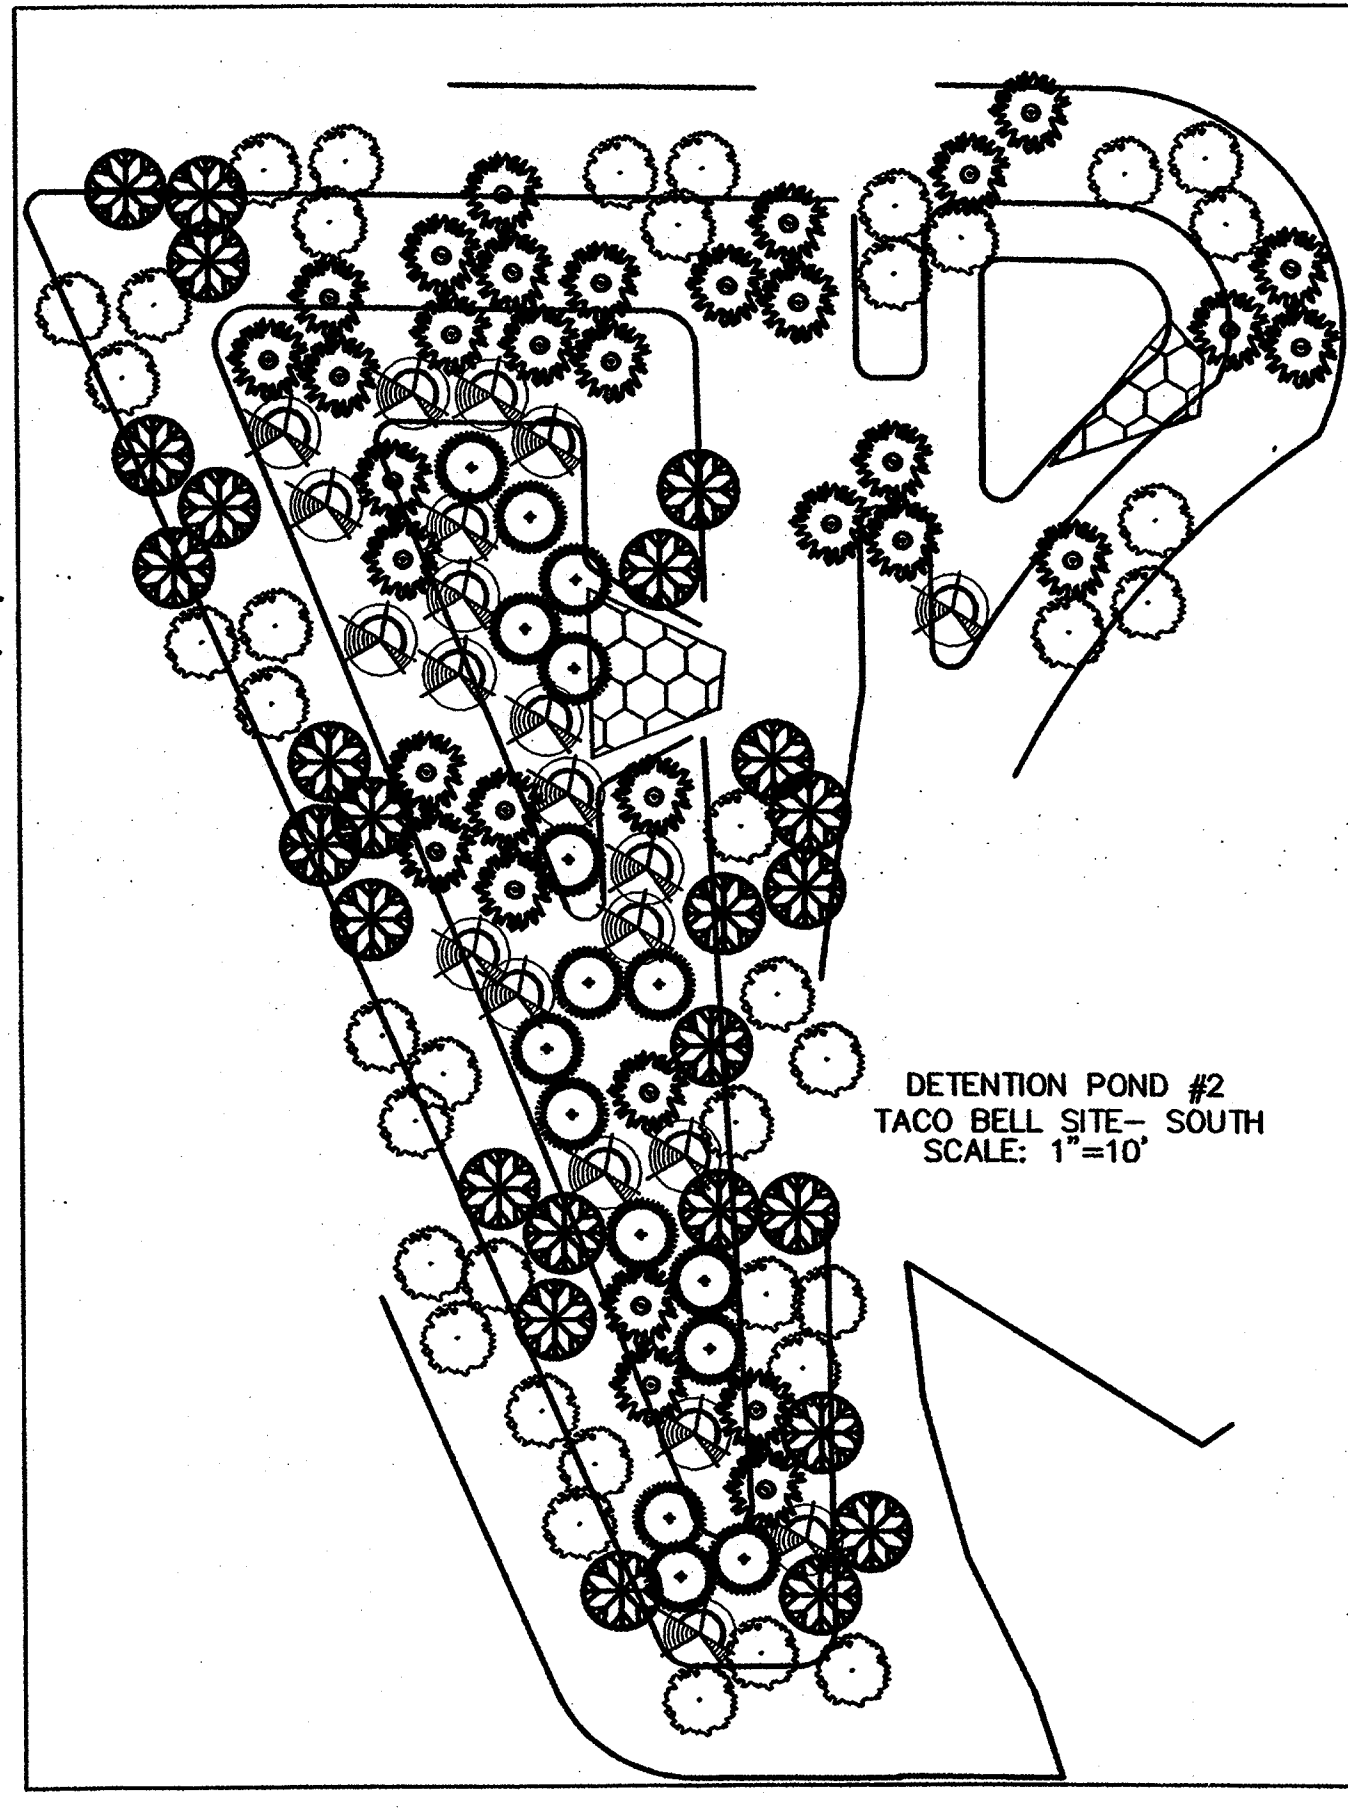 DETENTION POND #2
TACO BELL SITE- SOUTH
SCALE: 1"=10'